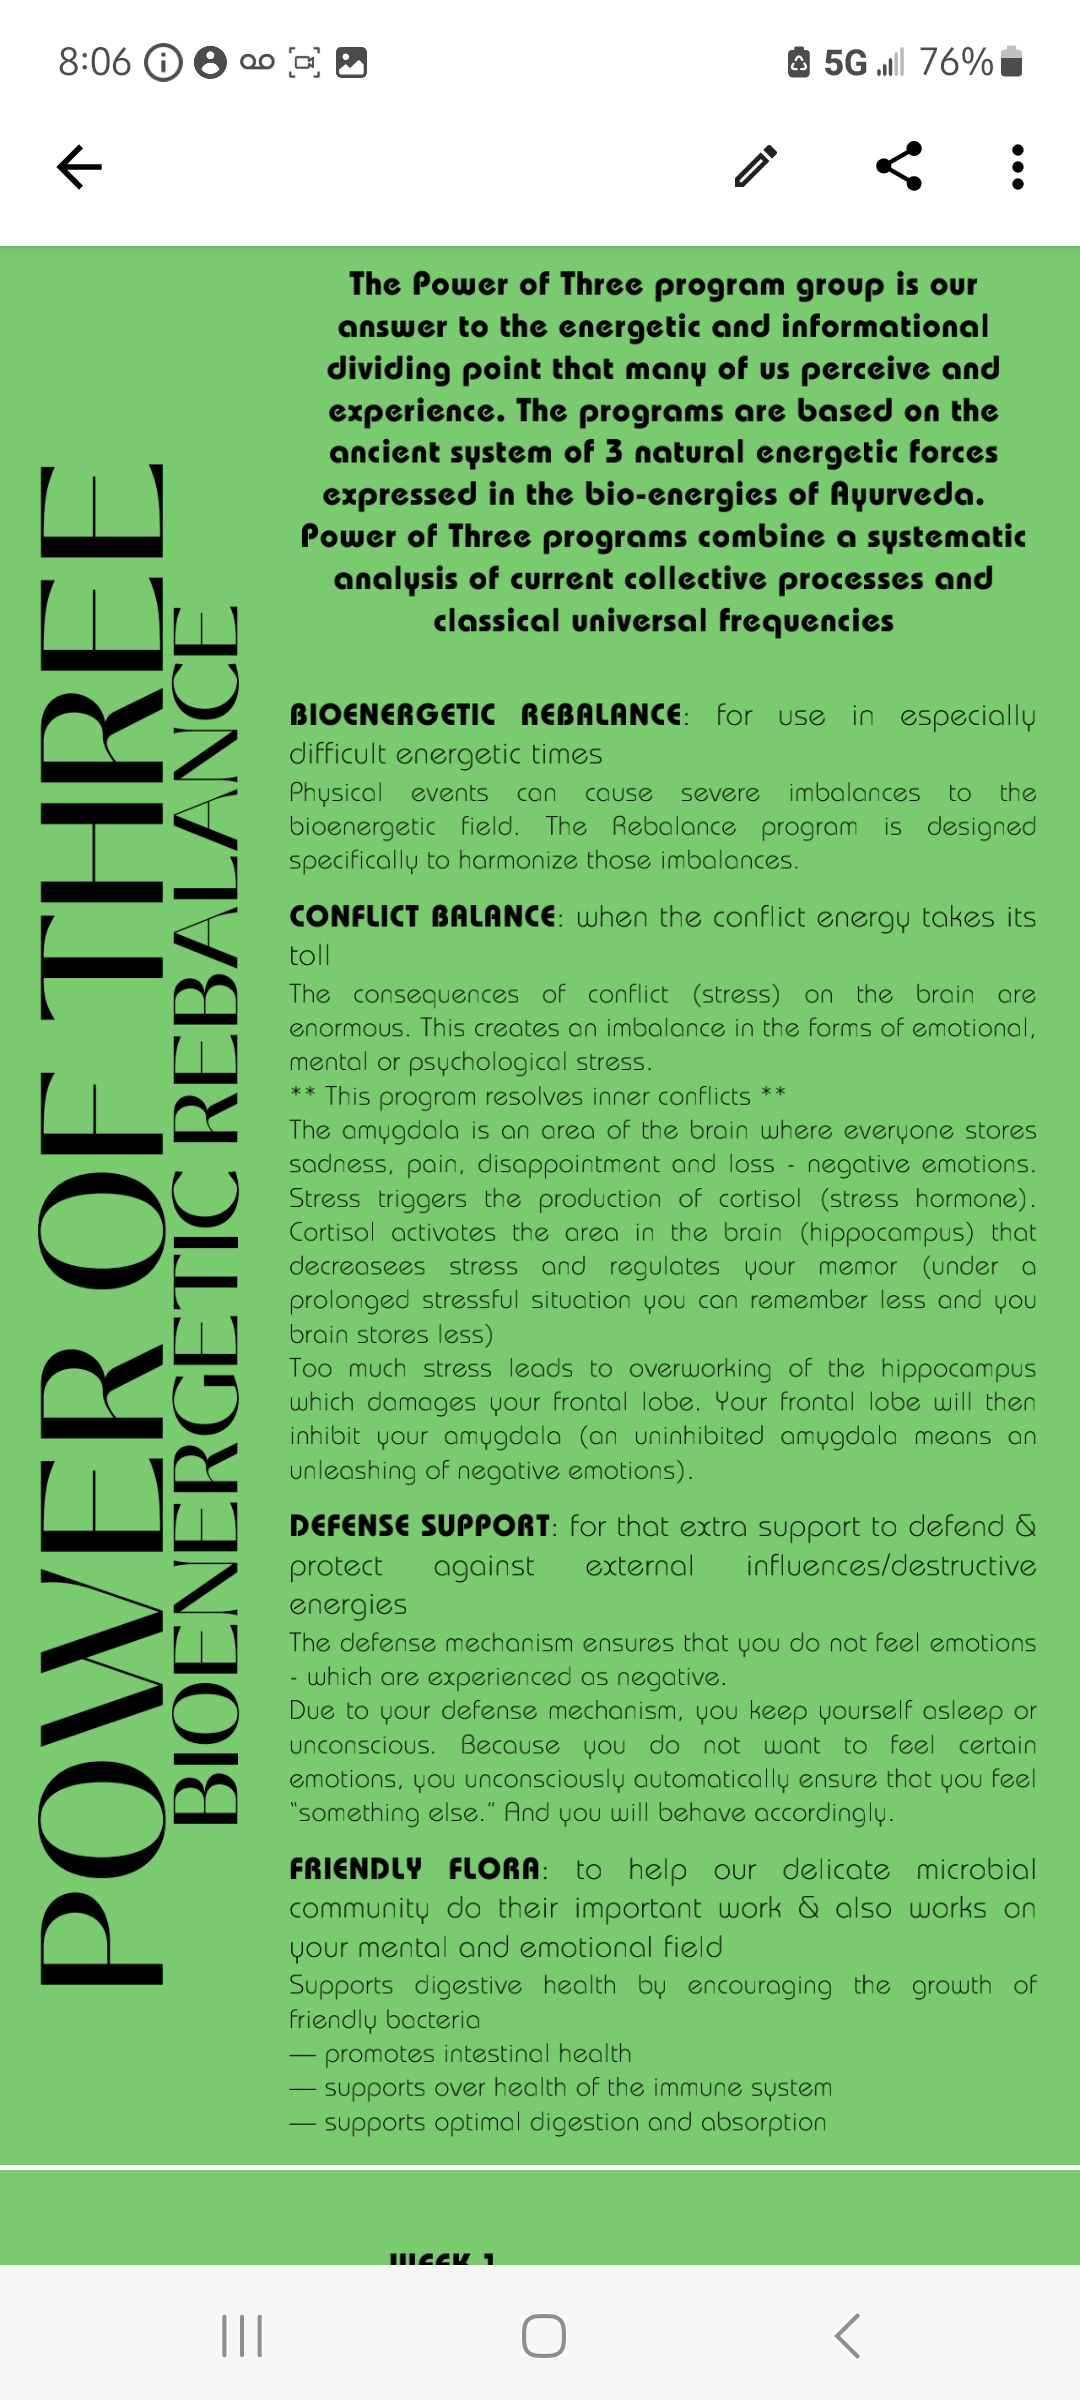 8:06
5G
76%
POWER OF THREE
BIOENERGETIC REBALANCE
The Power of Three program group is our
answer to the energetic and informational
dividing point that many of us perceive and
experience. The programs are based on the
ancient system of 3 natural energetic forces
expressed in the bio-energies of Ayurveda.
Power of Three programs combine a systematic
analysis of current collective processes and
classical universal frequencies
BIOENERGETIC REBALANCE: for use in especially
difficult energetic times
Physical events can cause severe imbalances to the
bioenergetic field. The Rebalance program is designed
specifically to harmonize those imbalances.
CONFLICT BALANCE: when the conflict energy takes its
toll
The consequences of conflict (stress) on the brain are
enormous. This creates an imbalance in the forms of emotional,
mental or psychological stress.
** This program resolves inner conflicts **
The amygdala is an area of the brain where everyone stores
sadness, pain, disappointment and loss - negative emotions.
Stress triggers the production of cortisol (stress hormone).
Cortisol activates the area in the brain (hippocampus) that
decreasees stress and regulates your memor (under a
prolonged stressful situation you can remember less and you
brain stores less)
Too much stress leads to overworking of the hippocampus
which damages your frontal lobe. Your frontal lobe will then
inhibit your amygdala (an uninhibited amygdala means an
unleashing of negative emotions).
DEFENSE SUPPORT: for that extra support to defend &
protect against external influences/destructive
energies
The defense mechanism ensures that you do not feel emotions
- which are experienced as negative.
Due to your defense mechanism, you keep yourself asleep or
unconscious. Because you do not want to feel certain
emotions, you unconsciously automatically ensure that you feel
"something else." And you will behave accordingly.
FRIENDLY FLORA: to help our delicate microbial
community do their important work & also works on
your mental and emotional field
Supports digestive health by encouraging the growth of
friendly bacteria
— promotes intestinal health
— supports over health of the immune system
— supports optimal digestion and absorption
WEEK 1